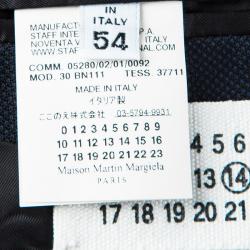 IN
ITALY
54
MANUFACT
STAFF INTE
NOVENTA V
COMM. 05280/02/01/0092
MOD. 30 BN111 TESS. 37711
MADE IN ITALY
イタリア製
ここのえ株式会社 03-5794-9931
0 1 2 3 4 5 6 7 8 9 10 11 12 13
14 15 16 17 18 19 20 21 22 23
Maison Martin Margiela
PARIS
4 5 6
13 14
17 18 19 20 21